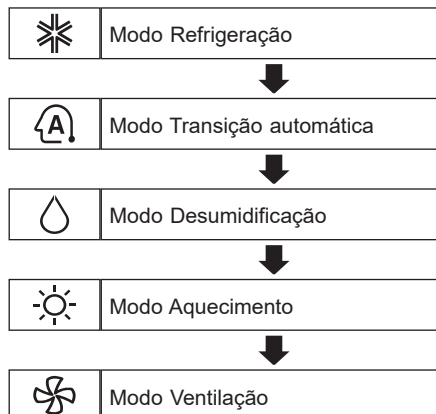 Modo Refrigeração
A
Modo Transição automática
Modo Desumidificação
Modo Aquecimento
Modo Ventilação